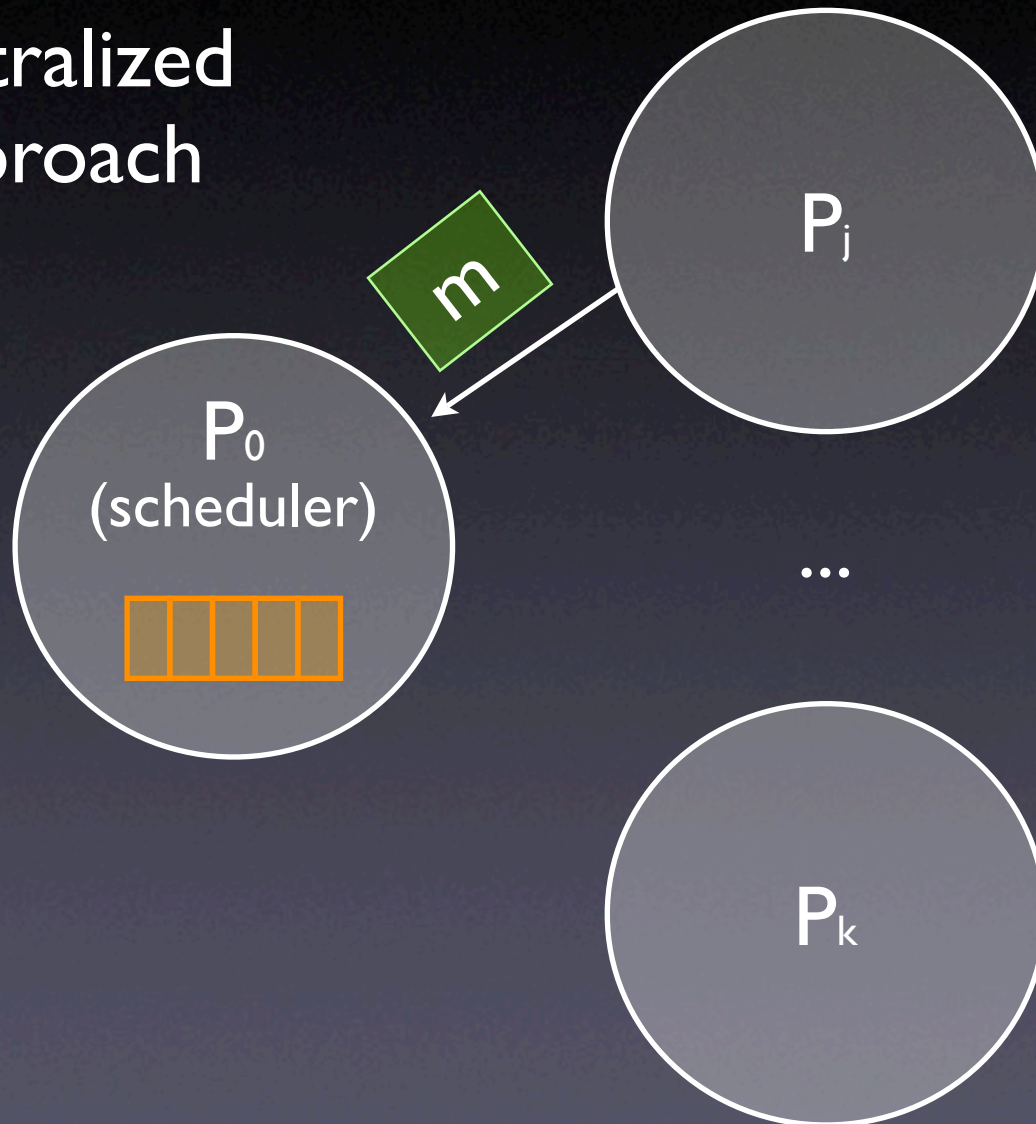 tralized
proach
m
Pj
P0
(scheduler)
...
Pk